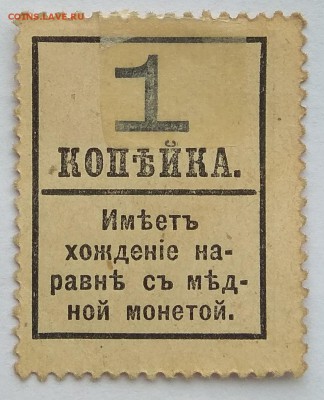 COINS.LAVE.RU
1
КОПѢЙКА.
Имѣетъ
хожденіе на-
равнѣ съ мѣд-
ной монетой.